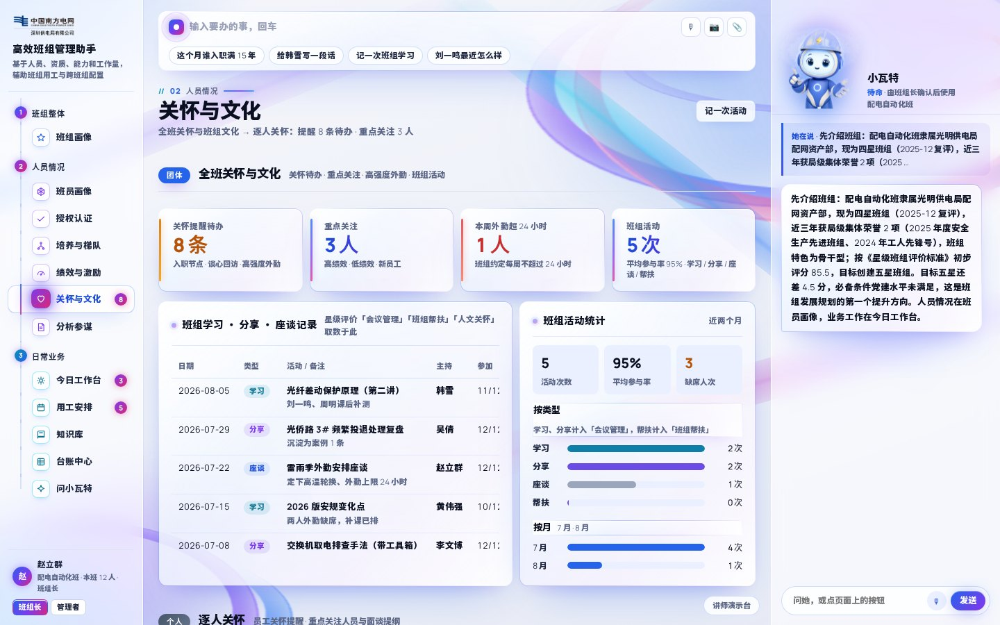 中国南方电网
CHINA SOUTHERN POWER GRID
深圳供电局有限公司
高效班组管理助手
基于人员、资质、能力和工作量，
辅助班组用工与跨班组配置
1 班组整体
班组画像
2 人员情况
班员画像
授权认证
培养与梯队
绩效与激励
关怀与文化 8
分析参谋
3 日常业务
今日工作台 3
用工安排 5
知识库
台账中心
问小瓦特
赵
赵立群
配电自动化班 · 本班 12 人 ·
班组长
班组长 管理者
输入要办的事，回车
这个月谁入职满 15 年
给韩雪写一段话
记一次班组学习
刘一鸣最近怎么样
// 02 人员情况
关怀与文化
全班关怀与班组文化 → 逐人关怀：提醒 8 条待办 · 重点关注 3 人
记一次活动
团体 全班关怀与文化 关怀待办 · 重点关注 · 高强度外勤 · 班组活动
关怀提醒待办
8 条
入职节点 · 谈心回访 · 高强度外勤
重点关注
3 人
高绩效 · 低绩效 · 新员工
本周外勤超 24 小时
1 人
班组约定每周不超过 24 小时
班组活动
5 次
平均参与率 95% · 学习 / 分享 / 座
谈 / 帮扶
班组学习 · 分享 · 座谈记录
星级评价「会议管理」「班组帮扶」「人文关怀」
取数于此
日期 类型 活动 / 备注 主持 参加
2026-08-05 学习 光纤差动保护原理（第二讲） 韩雪 11/12
刘一鸣、周明课后补测
2026-07-29 分享 光侨路 3# 频繁投退处理复盘 吴倩 12/12
沉淀为案例 1 条
2026-07-22 座谈 雷雨季外勤安排座谈 赵立群 12/12
定下高温轮换、外勤上限 24 小时
2026-07-15 学习 2026 版安规变化点 黄伟强 10/12
两人外勤缺席，补课已排
2026-07-08 分享 交换机取电排查手法（带工具箱） 李文博 12/12
班组活动统计 近两个月
5
活动次数
95%
平均参与率
3
缺席人次
按类型
学习、分享计入「会议管理」，帮扶计入「班组帮扶」
学习 2 次
分享 2 次
座谈 1 次
帮扶 0 次
按月 7 月 · 8 月
7 月 4 次
8 月 1 次
个人 逐人关怀 员工关怀提醒 · 重点关注人员与面谈提纲
讲师演示台
小瓦特
待命 · 由班组长确认后使用
配电自动化班
她在说 · 先介绍班组：配电自动化班隶属光明供电局
配网资产部，现为四星班组（2025-12 复评），近三
年获局级集体荣誉 2 项（2025 …
先介绍班组：配电自动化班隶属光明供电局配
网资产部，现为四星班组（2025-12 复评），
近三年获局级集体荣誉 2 项（2025 年度安全
生产先进班组、2024 年工人先锋号），班组
特色为骨干型；按《星级班组评价标准》初步
评分 85.5，目标创建五星班组。目标五星还
差 4.5 分，必备条件党建水平未满足，这是班
组发展规划的第一个提升方向。人员情况在班
员画像，业务工作在今日工作台。
问她，或点页面上的按钮
发送